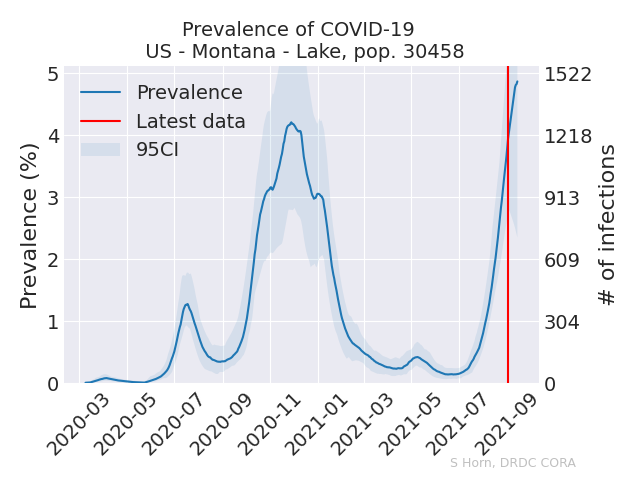 Prevalence of COVID-19
US - Montana - Lake, pop. 30458
Prevalence
Latest data
95CI
Prevalence (%)
5
4
3
2
1
0
1522
1218
913
609
304
0
# of infections
2020-03
2020-05
2020-07
2020-09
2020-11
2021-01
2021-03
2021-05
2021-07
2021-09
S Horn, DRDC CORA